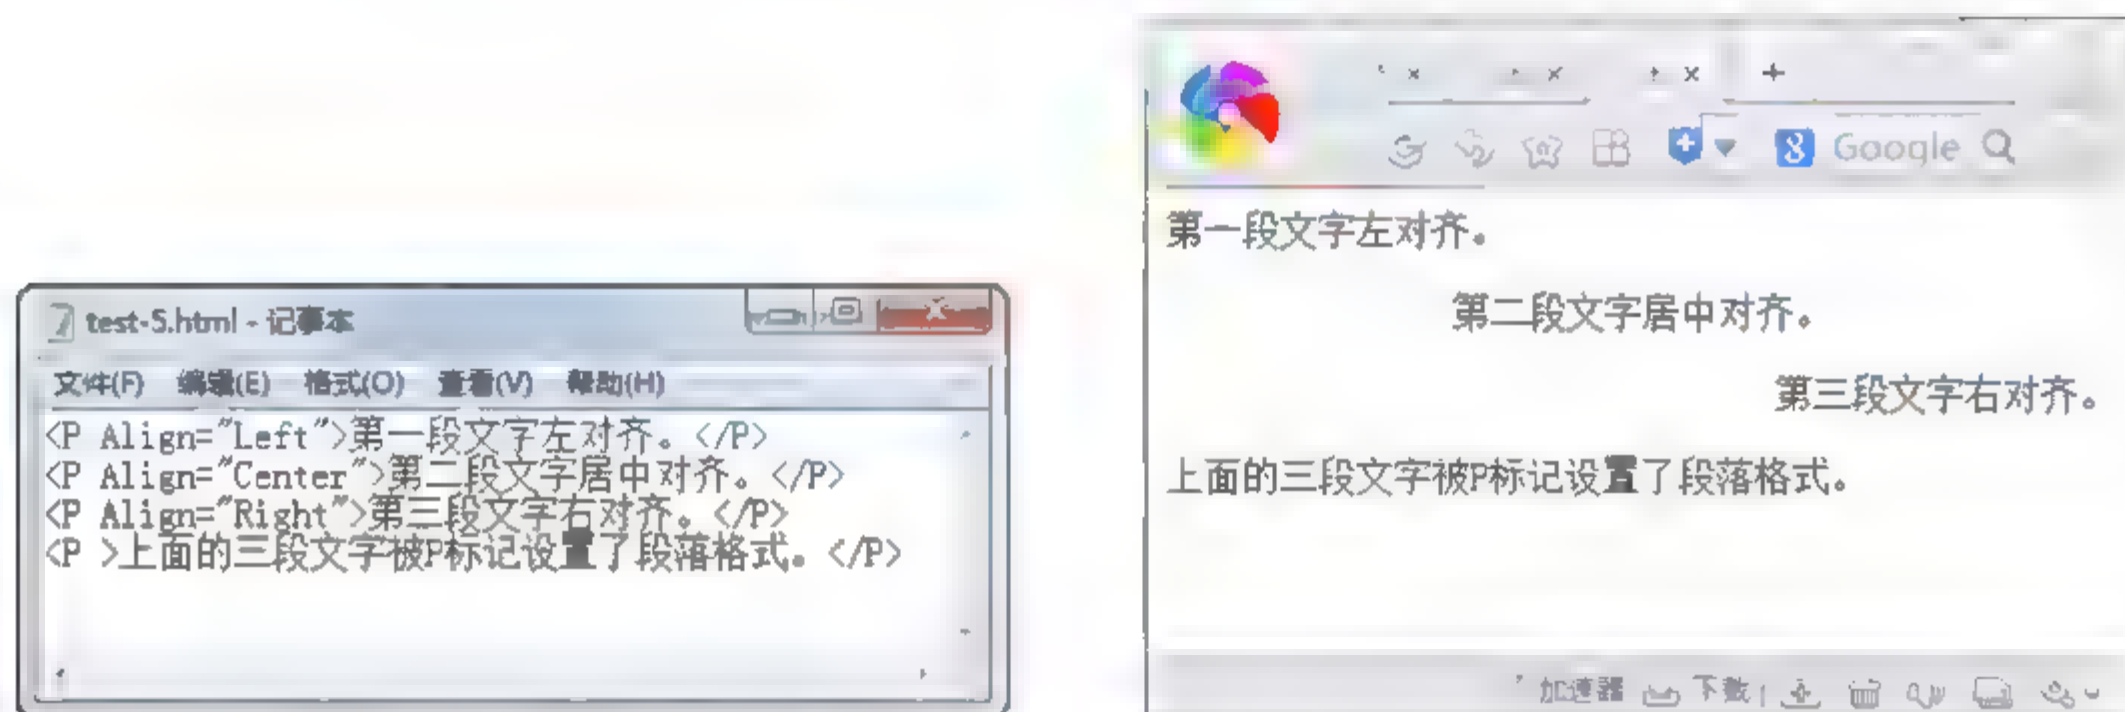 test-5.html - 记事本
文件(F) 编辑(E) 格式(O) 查看(V) 帮助(H)
<P Align="Left">第一段文字左对齐。</P>
<P Align="Center">第二段文字居中对齐。</P>
<P Align="Right">第三段文字右对齐。</P>
<P >上面的三段文字被P标记设置了段落格式。</P>
Google
第一段文字左对齐。
第二段文字居中对齐。
第三段文字右对齐。
上面的三段文字被P标记设置了段落格式。
加速器 下载